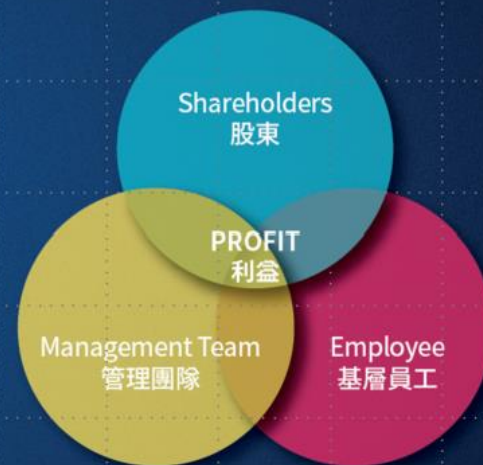 Shareholders
股東
PROFIT
利益
Management Team
管理團隊
Employee
基層員工